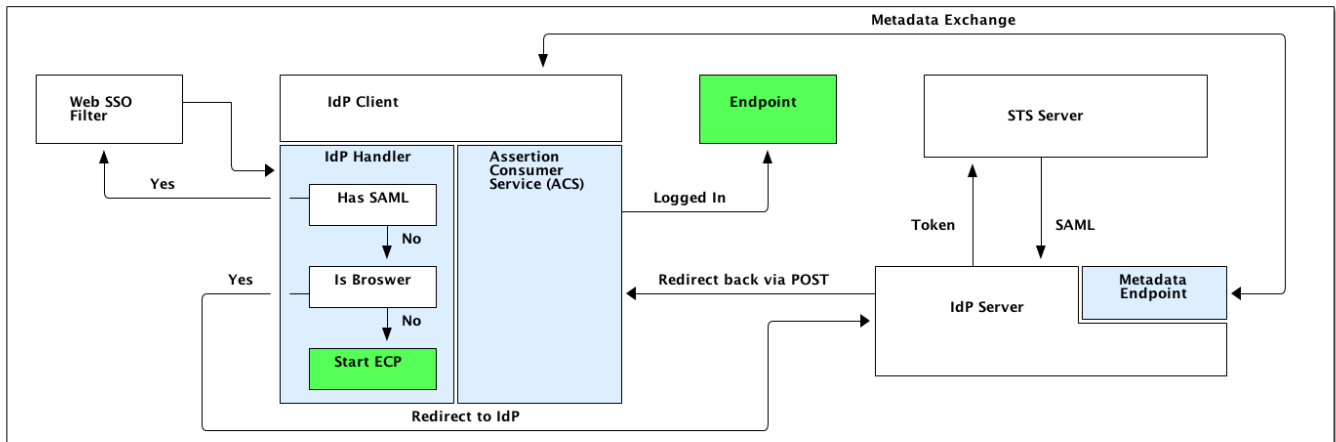 Metadata Exchange
Web SSO
Filter
IdP Client
Endpoint
STS Server
IdP Handler
Assertion
Consumer
Service (ACS)
Yes
Has SAML
Logged In
No
Token
SAML
Yes
Is Broswer
Redirect back via POST
Metadata
Endpoint
IdP Server
No
Start ECP
Redirect to IdP